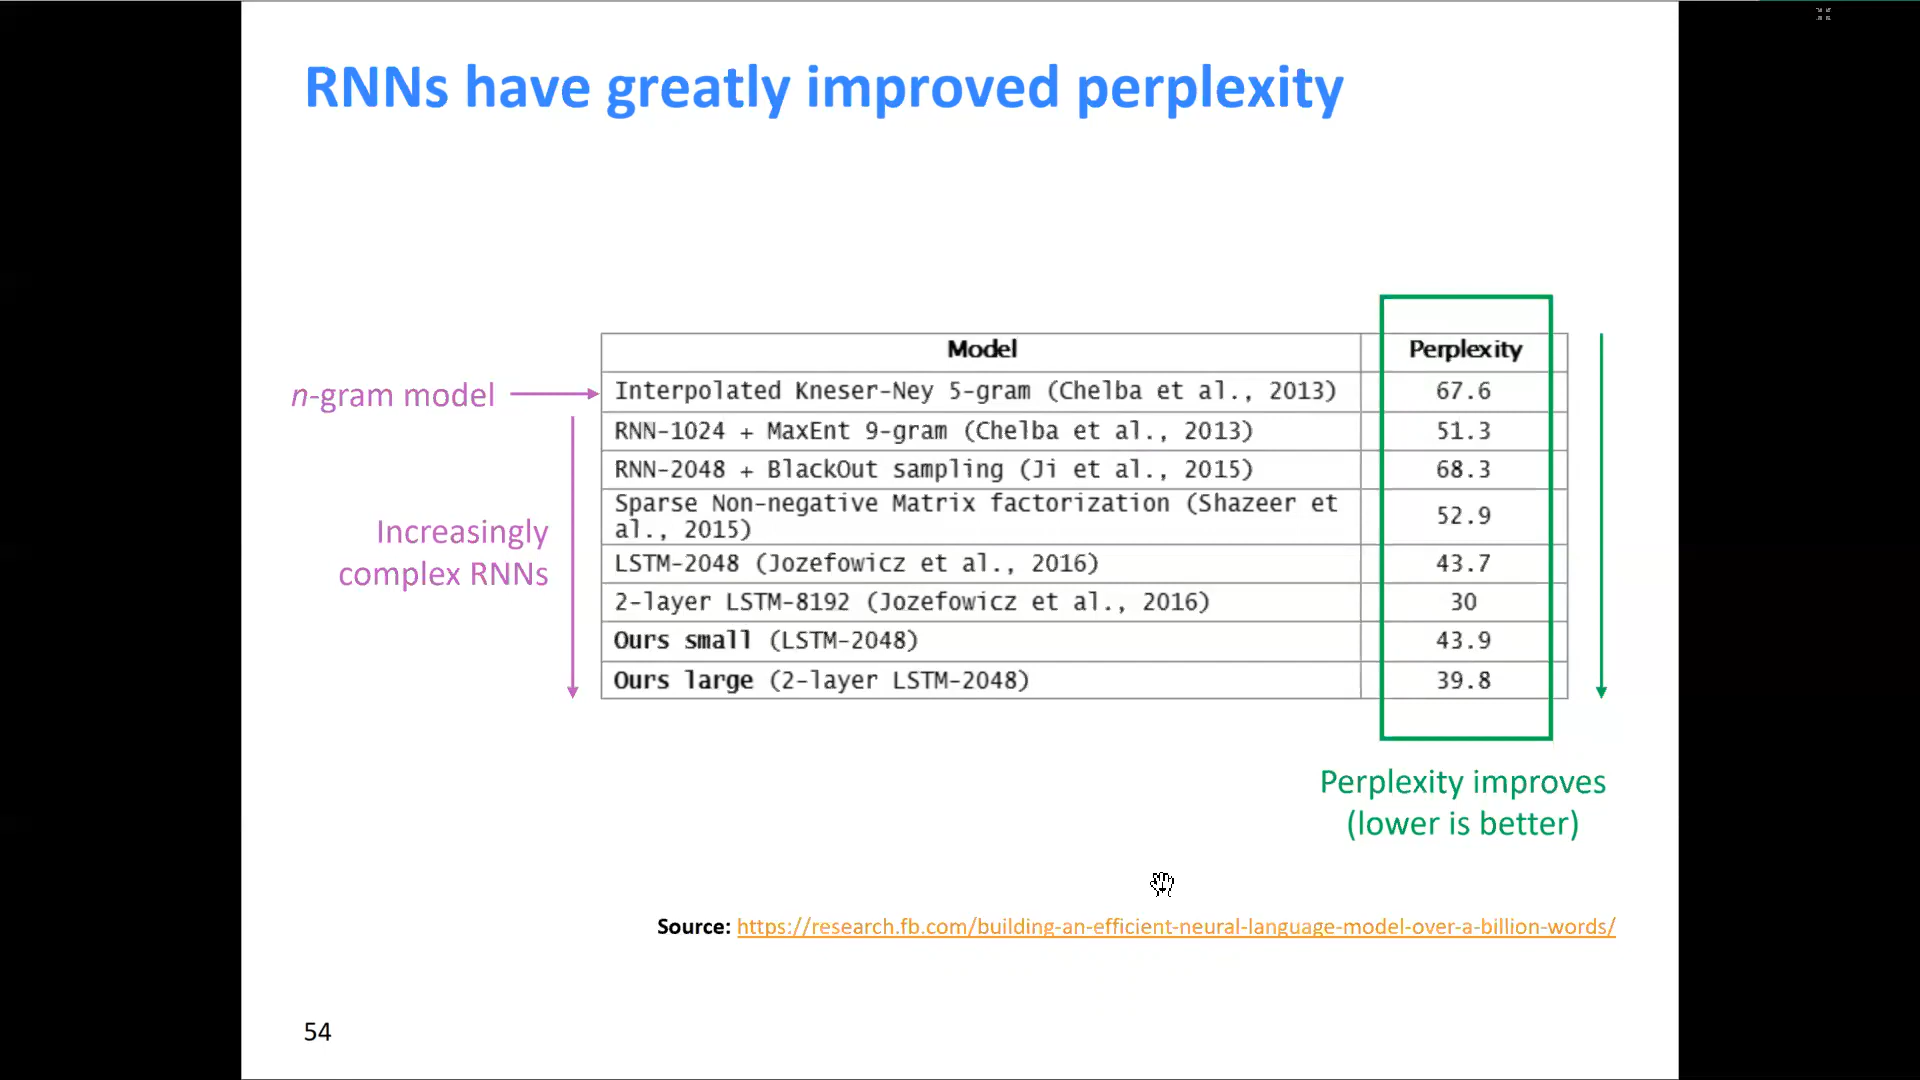 RNNs have greatly improved perplexity
n-gram model
Increasingly
complex RNNs
Model Perplexity
Interpolated Kneser-Ney 5-gram (Chelba et al., 2013) 67.6
RNN-1024 + MaxEnt 9-gram (Chelba et al., 2013) 51.3
RNN-2048 + BlackOut sampling (Ji et al., 2015) 68.3
Sparse Non-negative Matrix factorization (Shazeer et
al., 2015) 52.9
LSTM-2048 (Jozefowicz et al., 2016) 43.7
2-layer LSTM-8192 (Jozefowicz et al., 2016) 30
Ours small (LSTM-2048) 43.9
Ours large (2-layer LSTM-2048) 39.8
Perplexity improves
(lower is better)
Source: https://research.fb.com/building-an-efficient-neural-language-model-over-a-billion-words/
54